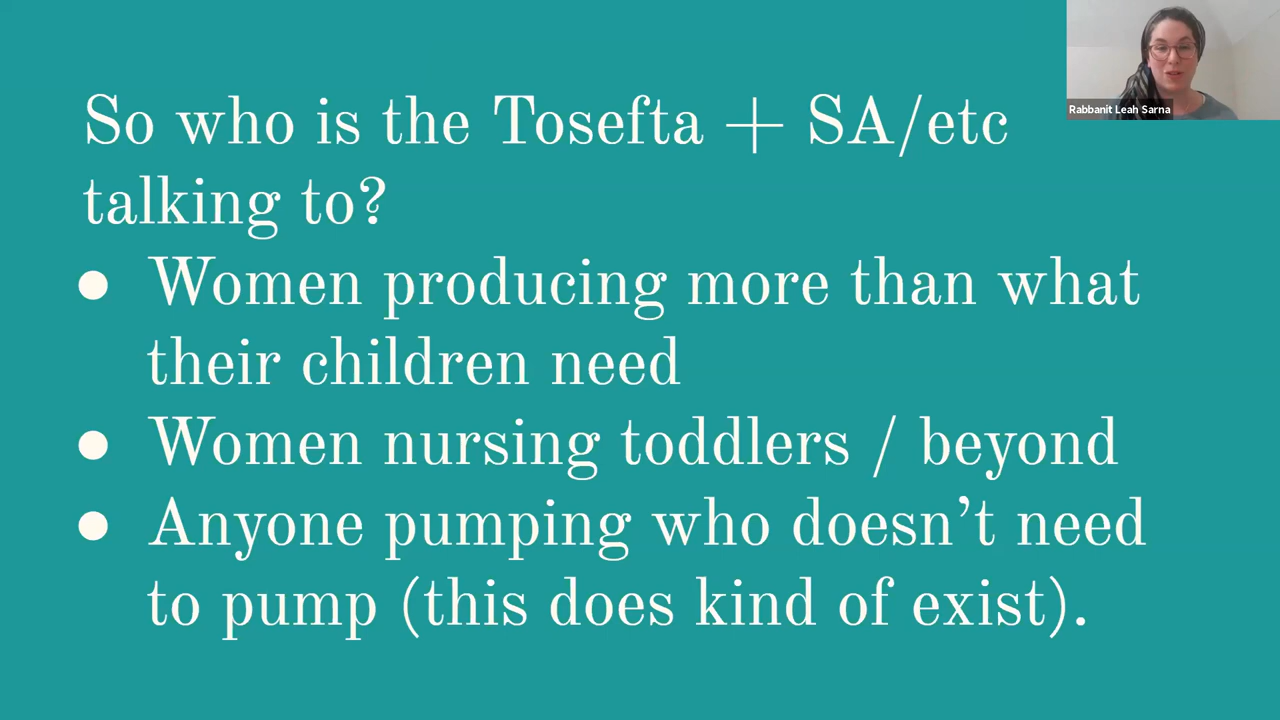 Rabbanit Leah Sarna
So who is the Tosefta + SA/etc
talking to?
● Women producing more than what
their children need
● Women nursing toddlers / beyond
● Anyone pumping who doesn’t need
to pump (this does kind of exist).